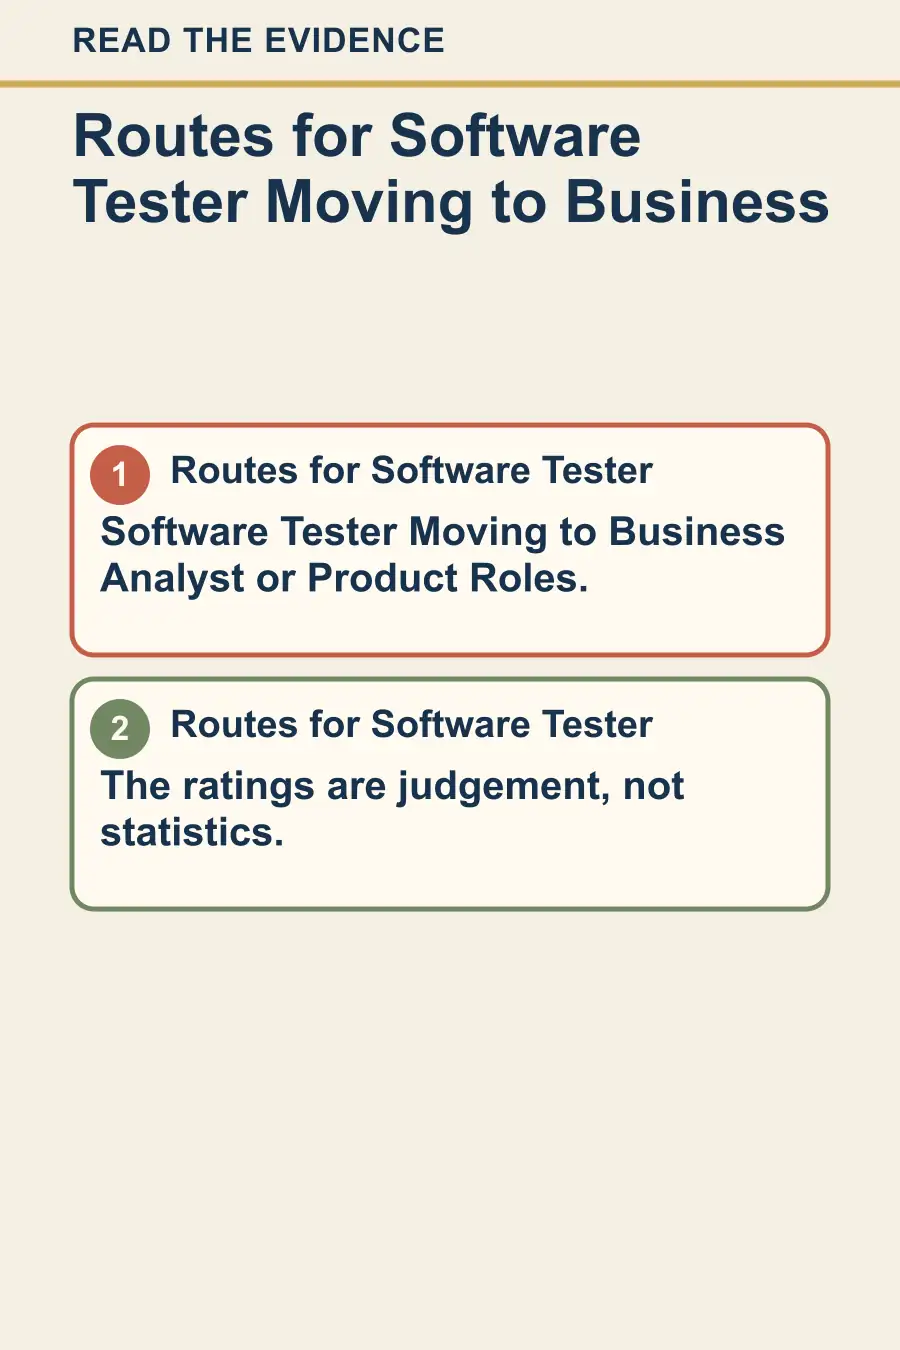 READ THE EVIDENCE
Routes for Software
Tester Moving to Business
1 Routes for Software Tester
Software Tester Moving to Business
Analyst or Product Roles.
2 Routes for Software Tester
The ratings are judgement, not
statistics.